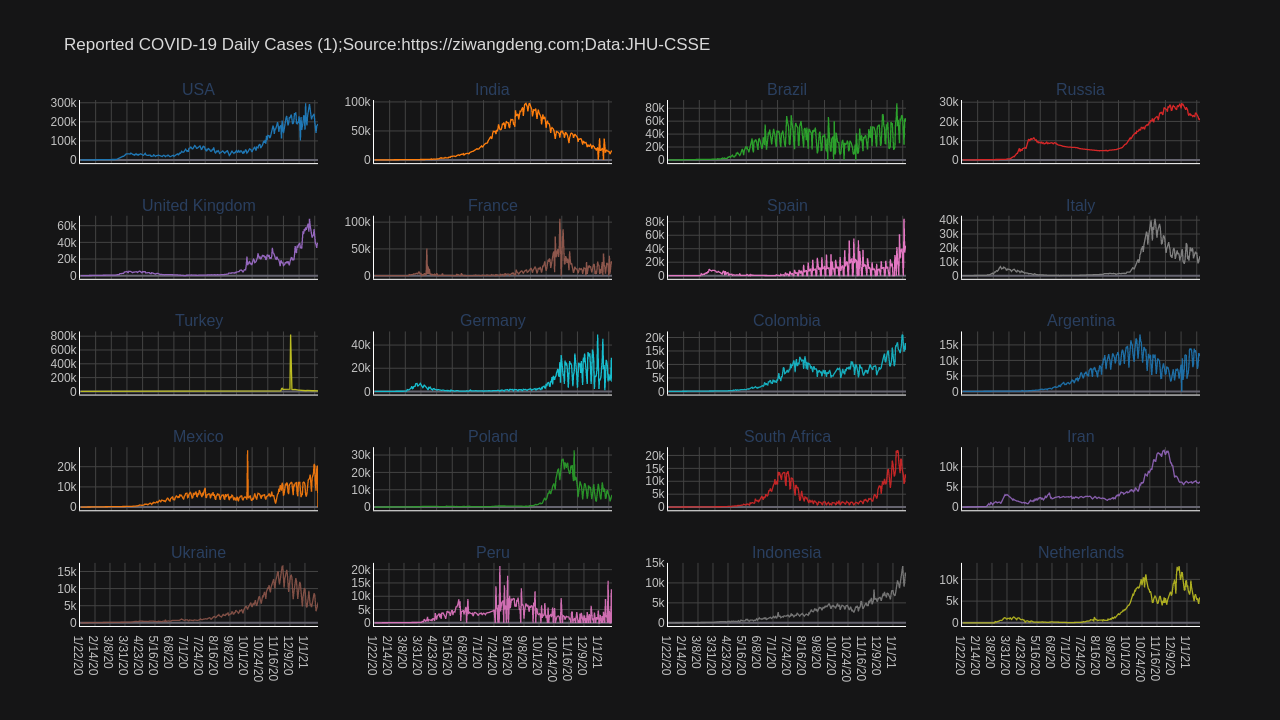 Reported COVID-19 Daily Cases (1);Source:https://ziwangdeng.com;Data:JHU-CSSE
USA
300k
200k
100k
0
India
100k
50k
0
Brazil
80k
60k
40k
20k
0
Russia
30k
20k
10k
0
United Kingdom
60k
40k
20k
0
France
100k
50k
0
Spain
80k
60k
40k
20k
0
Italy
40k
30k
20k
10k
0
Turkey
800k
600k
400k
200k
0
Germany
40k
20k
0
Colombia
20k
15k
10k
5k
0
Argentina
15k
10k
5k
0
Mexico
20k
10k
0
Poland
30k
20k
10k
0
South Africa
20k
15k
10k
5k
0
Iran
10k
5k
0
Ukraine
15k
10k
5k
0
Peru
20k
15k
10k
5k
0
Indonesia
15k
10k
5k
0
Netherlands
10k
5k
0
1/22/20 2/14/20 3/8/20 3/31/20 4/23/20 5/16/20 6/8/20 7/1/20 7/24/20 8/16/20 9/8/20 10/1/20 10/24/20 11/16/20 12/9/20 1/1/21
1/22/20 2/14/20 3/8/20 3/31/20 4/23/20 5/16/20 6/8/20 7/1/20 7/24/20 8/16/20 9/8/20 10/1/20 10/24/20 11/16/20 12/9/20 1/1/21
1/22/20 2/14/20 3/8/20 3/31/20 4/23/20 5/16/20 6/8/20 7/1/20 7/24/20 8/16/20 9/8/20 10/1/20 10/24/20 11/16/20 12/9/20 1/1/21
1/22/20 2/14/20 3/8/20 3/31/20 4/23/20 5/16/20 6/8/20 7/1/20 7/24/20 8/16/20 9/8/20 10/1/20 10/24/20 11/16/20 12/9/20 1/1/21